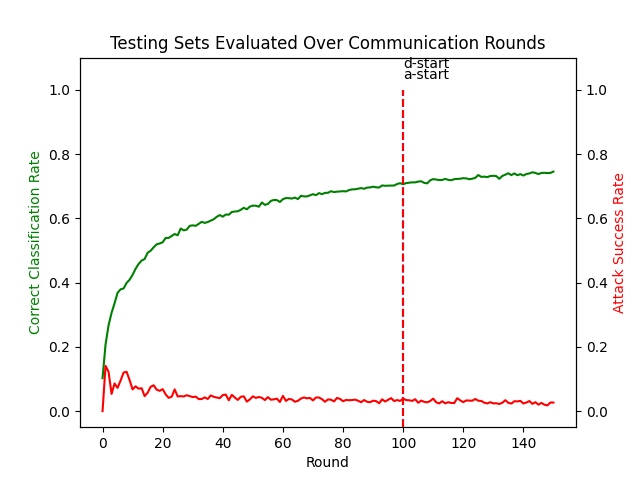 Testing Sets Evaluated Over Communication Rounds
d-start
a-start
1.0
0.8
0.6
0.4
0.2
0.0
Correct Classification Rate
1.0
0.8
0.6
0.4
0.2
0.0
Attack Success Rate
0 20 40 60 80 100 120 140
Round